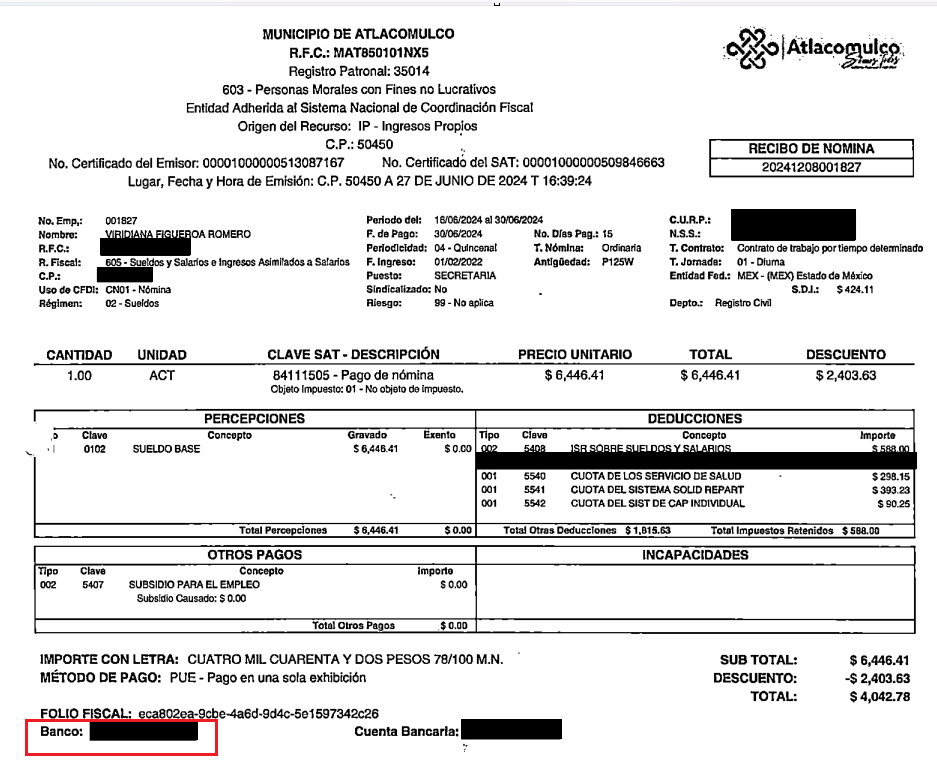 MUNICIPIO DE ATLACOMULCO
R.F.C.: MAT850101NX5
Registro Patronal: 35014
603 - Personas Morales con Fines no Lucrativos
Entidad Adherida al Sistema Nacional de Coordinación Fiscal
Origen del Recurso: IP - Ingresos Propios
C.P.: 50450
No. Certificado del Emisor: 00001000000513087167 No. Certificado del SAT: 00001000000509846663
Lugar, Fecha y Hora de Emisión: C.P. 50450 A 27 DE JUNIO DE 2024 T 16:39:24
Atlacomulco
RECIBO DE NOMINA
20241208001827
No. Emp.: 001827 Periodo del: 16/06/2024 al 30/06/2024 C.U.R.P.:
Nombre: VIRIDIANA FIGUEROA ROMERO F. de Pago: 30/06/2024 No. Días Pag.: 15 N.S.S.:
R.F.C.: Periodicidad: 04 - Quincenal T. Nómina: Ordinaria T. Contrato: Contrato de trabajo por tiempo determinado
R. Fiscal: 605 - Sueldos y Salarios e Ingresos Asimilados a Salarios F. Ingreso: 01/02/2022 Antigüedad: P125W T. Jornada: 01 - Diurna
C.P.: Puesto: SECRETARIA Entidad Fed.: MEX - (MEX) Estado de México
Uso de CFDI: CN01 - Nómina Sindicalizado: No S.D.I.: $ 424.11
Régimen: 02 - Sueldos Riesgo: 99 - No aplica Depto.: Registro Civil
CANTIDAD UNIDAD CLAVE SAT - DESCRIPCIÓN PRECIO UNITARIO TOTAL DESCUENTO
1.00 ACT 84111505 - Pago de nómina $ 6,446.41 $ 6,446.41 $ 2,403.63
Objeto Impuesto: 01 - No objeto de impuesto.
PERCEPCIONES DEDUCCIONES
Clave Concepto Gravado Exento Tipo Clave Concepto Importe
0102 SUELDO BASE $ 6,446.41 $ 0.00 002 5408 ISR SOBRE SUELDOS Y SALARIOS $ 588.00
001 5540 CUOTA DE LOS SERVICIO DE SALUD $ 298.15
001 5541 CUOTA DEL SISTEMA SOLID REPART $ 393.23
001 5542 CUOTA DEL SIST DE CAP INDIVIDUAL $ 90.25
Total Percepciones $ 6,446.41 $ 0.00 Total Otras Deducciones $ 1,815.63 Total Impuestos Retenidos $ 588.00
OTROS PAGOS INCAPACIDADES
Tipo Clave Concepto Importe
002 5407 SUBSIDIO PARA EL EMPLEO $ 0.00
Subsidio Causado: $ 0.00
Total Otros Pagos $ 0.00
IMPORTE CON LETRA: CUATRO MIL CUARENTA Y DOS PESOS 78/100 M.N. SUB TOTAL: $ 6,446.41
MÉTODO DE PAGO: PUE - Pago en una sola exhibición DESCUENTO: -$ 2,403.63
TOTAL: $ 4,042.78
FOLIO FISCAL: eca802ea-9cbe-4a6d-9d4c-5e1597342c26
Banco: Cuenta Bancaria: